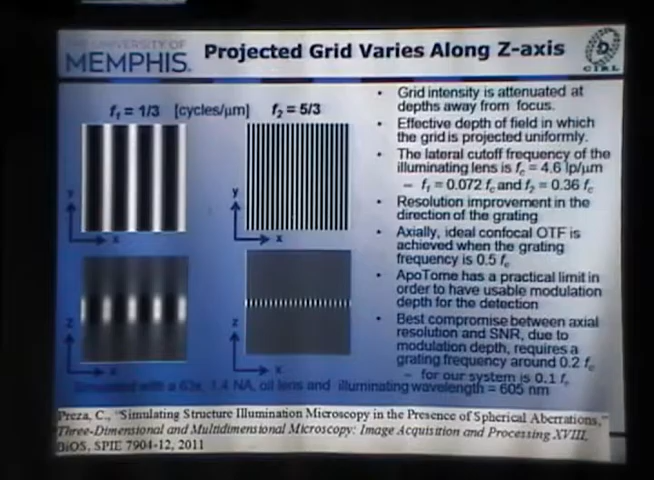 THE UNIVERSITY OF
MEMPHIS.
Projected Grid Varies Along Z-axis
CIRL
f₁ = 1/3 [cycles/μm] f₂ = 5/3
y
x
y
x
z
x
z
x
• Grid intensity is attenuated at
depths away from focus.
• Effective depth of field in which
the grid is projected uniformly.
• The lateral cutoff frequency of the
illuminating lens is fc = 4.6 lp/μm
– f₁ = 0.072 fc and f₂ = 0.36 fc
• Resolution improvement in the
direction of the grating
• Axially, ideal confocal OTF is
achieved when the grating
frequency is 0.5 fc
• ApoTome has a practical limit in
order to have usable modulation
depth for the detection
• Best compromise between axial
resolution and SNR, due to
modulation depth, requires a
grating frequency around 0.2 fc
– for our system is 0.1 fc
Simulated with a 63x, 1.4 NA, oil lens and illuminating wavelength = 605 nm
Preza, C., "Simulating Structure Illumination Microscopy in the Presence of Spherical Aberrations,"
Three-Dimensional and Multidimensional Microscopy: Image Acquisition and Processing XVIII,
BiOS, SPIE 7904-12, 2011